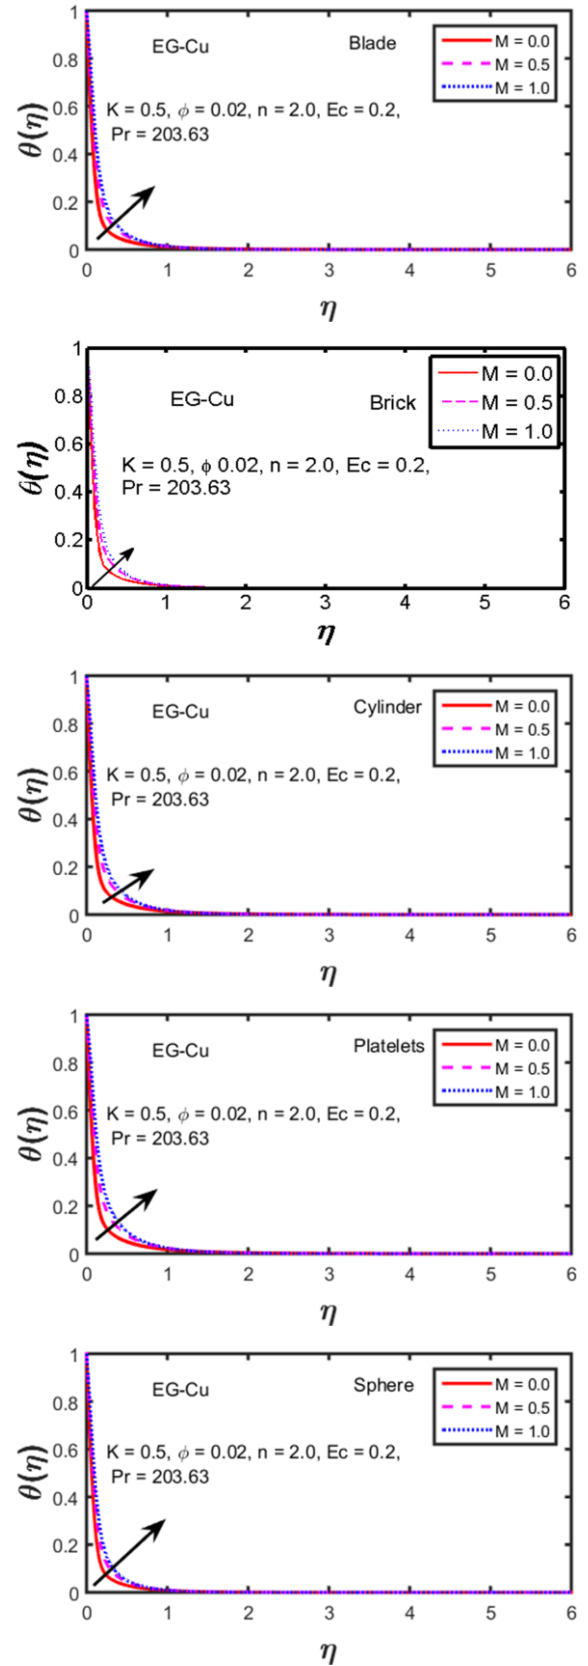 1
EG-Cu
Blade
M = 0.0
M = 0.5
M = 1.0
0.8
K = 0.5, ϕ = 0.02, n = 2.0, Ec = 0.2,
Pr = 203.63
0.6
θ(η)
0.4
0.2
0
0 1 2 3 4 5 6
η
1
EG-Cu
Brick
M = 0.0
M = 0.5
M = 1.0
0.8
K = 0.5, ϕ 0.02, n = 2.0, Ec = 0.2,
Pr = 203.63
0.6
θ(η)
0.4
0.2
0
0 1 2 3 4 5 6
η
1
EG-Cu
Cylinder
M = 0.0
M = 0.5
M = 1.0
0.8
K = 0.5, ϕ = 0.02, n = 2.0, Ec = 0.2,
Pr = 203.63
0.6
θ(η)
0.4
0.2
0
0 1 2 3 4 5 6
η
1
EG-Cu
Platelets
M = 0.0
M = 0.5
M = 1.0
0.8
K = 0.5, ϕ = 0.02, n = 2.0, Ec = 0.2,
Pr = 203.63
0.6
θ(η)
0.4
0.2
0
0 1 2 3 4 5 6
η
1
EG-Cu
Sphere
M = 0.0
M = 0.5
M = 1.0
0.8
K = 0.5, ϕ = 0.02, n = 2.0, Ec = 0.2,
Pr = 203.63
0.6
θ(η)
0.4
0.2
0
0 1 2 3 4 5 6
η